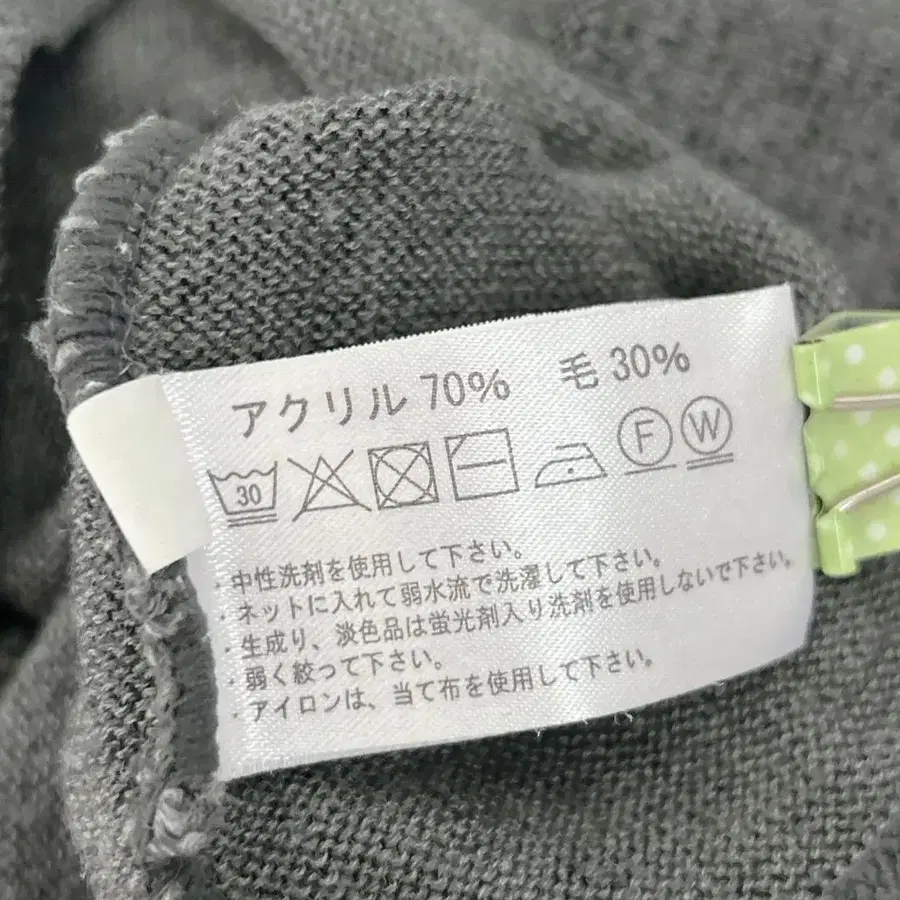 アクリル 70% 毛 30%
30 F W
・中性洗剤を使用して下さい。
・ネットに入れて弱水流で洗濯して下さい。
・生成り、淡色品は蛍光剤入り洗剤を使用しないで下さい。
・弱く絞って下さい。
・アイロンは、当て布を使用して下さい。